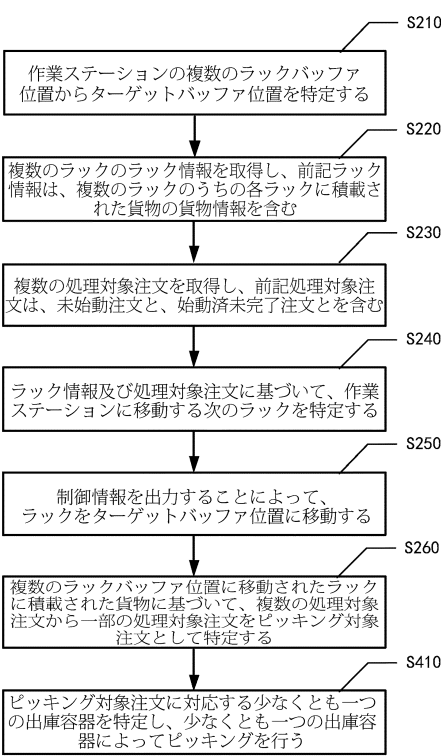 S210
作業ステーションの複数のラックバッファ
位置からターゲットバッファ位置を特定する
S220
複数のラックのラック情報を取得し、前記ラック
情報は、複数のラックのうちの各ラックに積載さ
れた貨物の貨物情報を含む
S230
複数の処理対象注文を取得し、前記処理対象注
文は、未始動注文と、始動済未完了注文とを含む
S240
ラック情報及び処理対象注文に基づいて、作業
ステーションに移動する次のラックを特定する
S250
制御情報を出力することによって、
ラックをターゲットバッファ位置に移動する
S260
複数のラックバッファ位置に移動されたラック
に積載された貨物に基づいて、複数の処理対象
注文から一部の処理対象注文をピッキング対象
注文として特定する
S410
ピッキング対象注文に対応する少なくとも一つ
の出庫容器を特定し、少なくとも一つの出庫容
器によってピッキングを行う